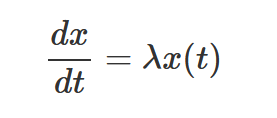 dx/dt = λx(t)